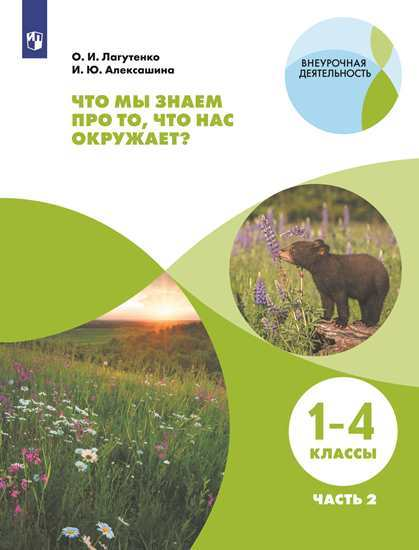 О. И. Лагутенко
И. Ю. Алексашина
ВНЕУРОЧНАЯ
ДЕЯТЕЛЬНОСТЬ
ЧТО МЫ ЗНАЕМ
ПРО ТО, ЧТО НАС
ОКРУЖАЕТ?
1–4
КЛАССЫ
ЧАСТЬ 2